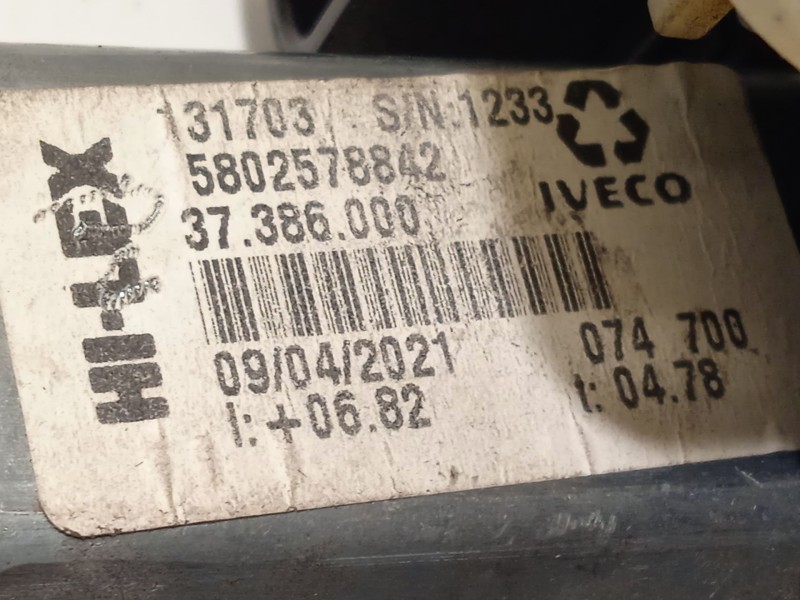 131703 S/N:1233
5802578842
IVECO
37.386.000
HI-LEX
09/04/2021 074 700
I: +06.82 t: 04.78